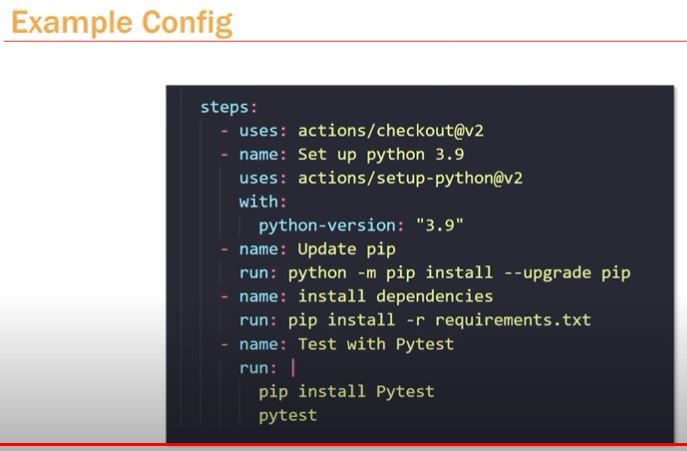 Example Config
steps:
- uses: actions/checkout@v2
- name: Set up python 3.9
uses: actions/setup-python@v2
with:
python-version: "3.9"
- name: Update pip
run: python -m pip install --upgrade pip
- name: install dependencies
run: pip install -r requirements.txt
- name: Test with Pytest
run: |
pip install Pytest
pytest